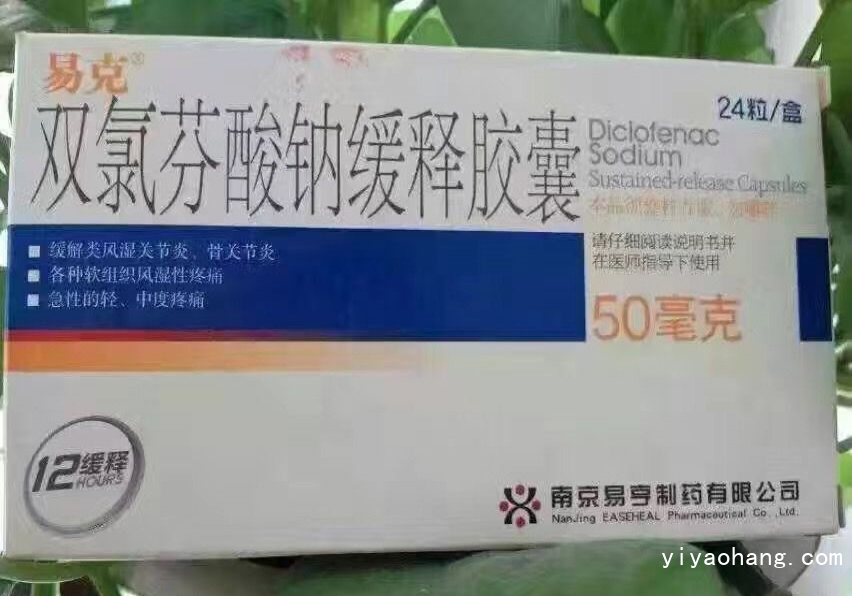 易克®
双氯芬酸钠缓释胶囊
24粒/盒
Diclofenac
Sodium
Sustained-release Capsules
■ 缓解类风湿关节炎、骨关节炎
■ 各种软组织风湿性疼痛
■ 急性的轻、中度疼痛
请仔细阅读说明书并
在医师指导下使用
50毫克
12缓释
HOURS
南京易亨制药有限公司
NanJing EASEHEAL Pharmaceutical Co., Ltd.
yiyaohang.com